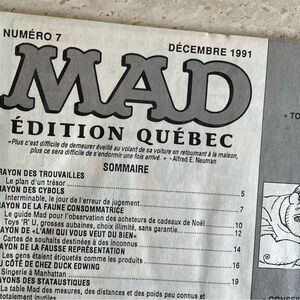 NUMÉRO 7
DÉCEMBRE 1991
MAD
ÉDITION QUÉBEC
«Plus c'est difficile de demeurer éveillé au volant de sa voiture en retournant à la maison,
plus ce sera difficile de s'endormir une fois arrivé. » - Alfred E. Neuman
SOMMAIRE
RAYON DES TROUVAILLES
Le plan d'un trésor 5
RAYON DES CYBOLS
Interminable, le jour de l'erreur de jugement 7
RAYON DE LA FAUNE CONSOMMATRICE
Le guide Mad pour l'observation des acheteurs de cadeaux de Noël 10
Toys "R" U, grosses aubaines, choix illimité, sans garantie 12
RAYON DE «L'AMI QUI VOUS VEUT DU BIEN»
Cartes de souhaits destinées à des inconnus 14
RAYON DE LA FAUSSE REPRÉSENTATION
Les gens étaient étiquetés comme les produits 16
DU CÔTÉ DE CHEZ DUCK EDWING
Singerie à Manhattan 19
RAYONS DES STATAUSTIQUES
La table Mad des mesures, des distances et des poids peu connus et
totalement inutiles
« TO